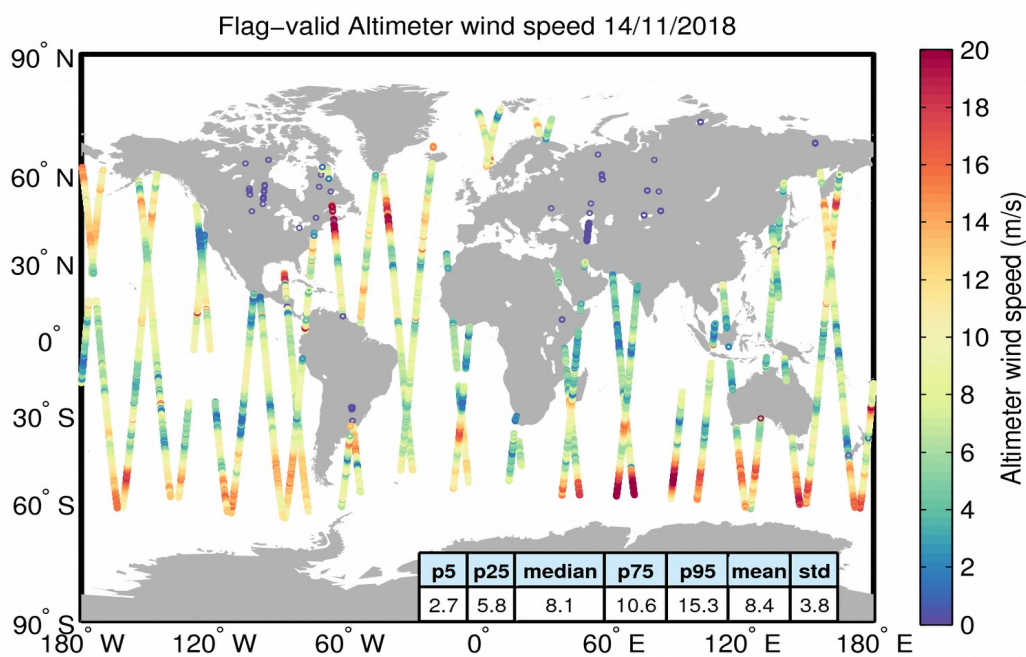 Flag−valid Altimeter wind speed 14/11/2018
90° N
60° N
30° N
0°
30° S
60° S
90° S
180° W
120° W
60° W
0°
60° E
120° E
180° E
20
18
16
14
12
10
8
6
4
2
0
Altimeter wind speed (m/s)
p5 p25 median p75 p95 mean std
2.7 5.8 8.1 10.6 15.3 8.4 3.8